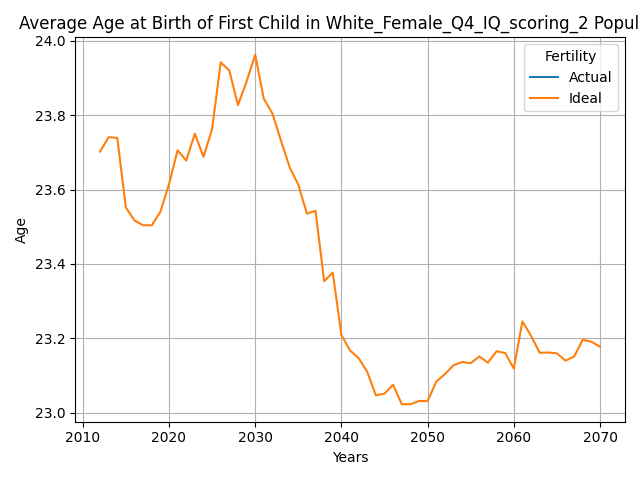 Average Age at Birth of First Child in White_Female_Q4_IQ_scoring_2 Popul
Fertility
Actual
Ideal
24.0
23.8
23.6
23.4
23.2
23.0
Age
2010 2020 2030 2040 2050 2060 2070
Years